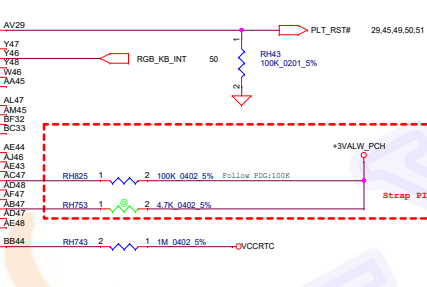 AV29
PLT_RST# 29,45,49,50,51
Y47
Y46
Y48
W46
AA45
RGB_KB_INT 50
1
RH43
100K_0201_5%
2
AL47
AM45
BF32
BC33
+3VALW_PCH
AE44
AJ46
AE43
AC47
RH825 1 2 100K_0402_5% Follow PDG:100K
AD48
AF47
Strap PI
AB47
RH753 1 @ 2 4.7K_0402_5%
AD47
AE48
BB44
RH743 2 1 1M_0402_5% VCCRTC